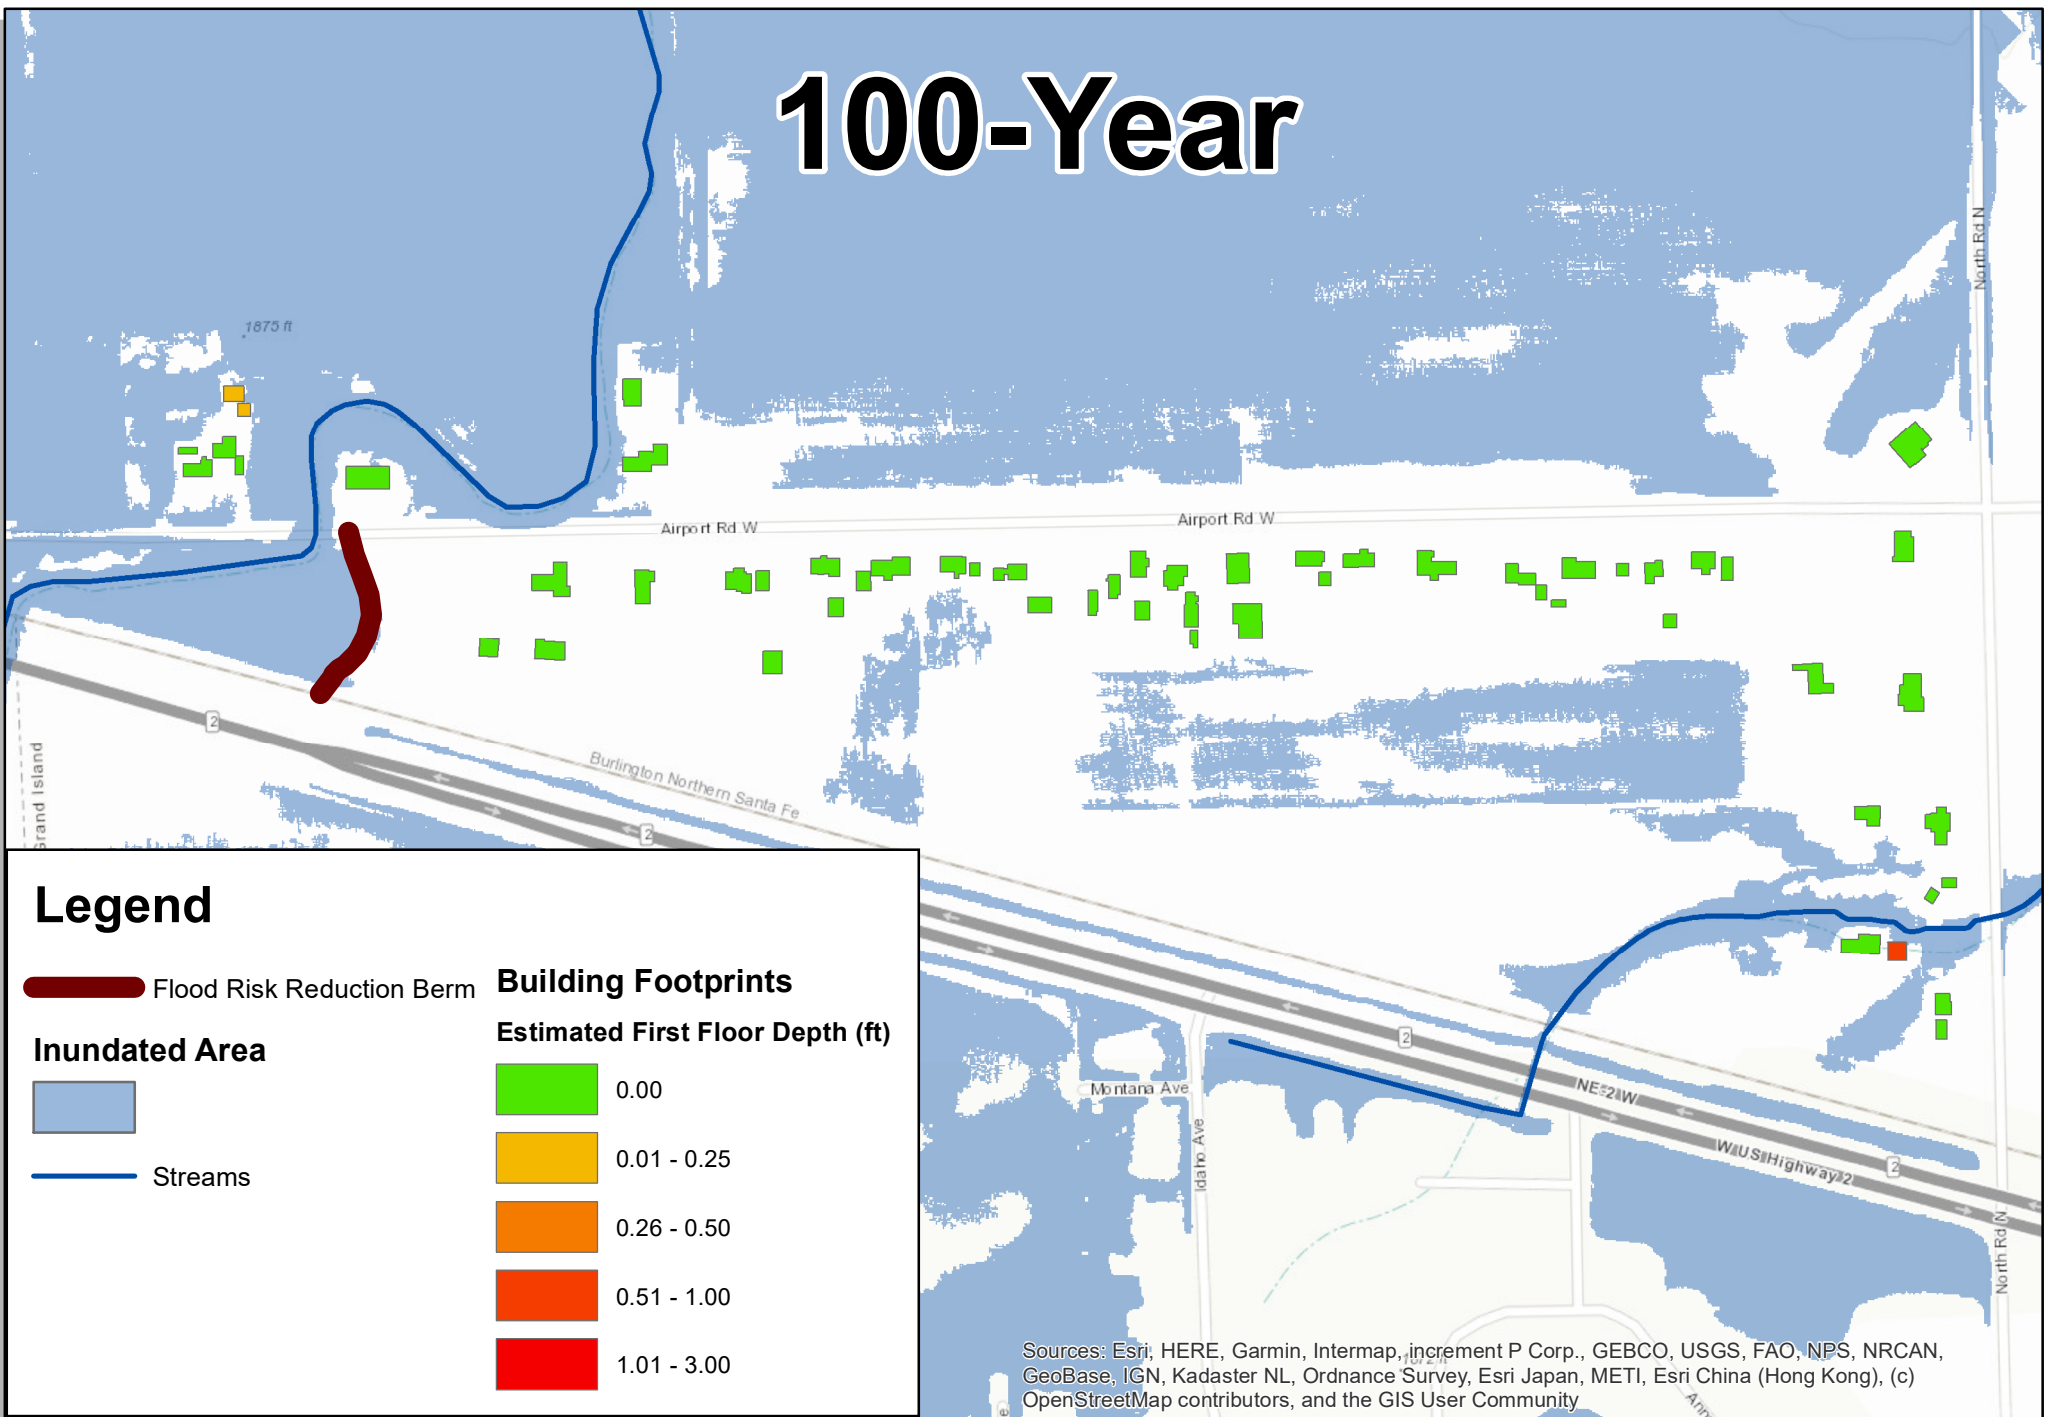 100-Year
North Rd N
1875 ft
Airport Rd W
Airport Rd W
2
Grand Island
Burlington Northern Santa Fe
2
Legend
Flood Risk Reduction Berm
Inundated Area
Streams
Building Footprints
Estimated First Floor Depth (ft)
0.00
0.01 - 0.25
0.26 - 0.50
0.51 - 1.00
1.01 - 3.00
2
NE-2 W
Montana Ave
Idaho Ave
W US Highway 2
2
North Rd N
Sources: Esri, HERE, Garmin, Intermap, increment P Corp., GEBCO, USGS, FAO, NPS, NRCAN,
GeoBase, IGN, Kadaster NL, Ordnance Survey, Esri Japan, METI, Esri China (Hong Kong), (c)
OpenStreetMap contributors, and the GIS User Community